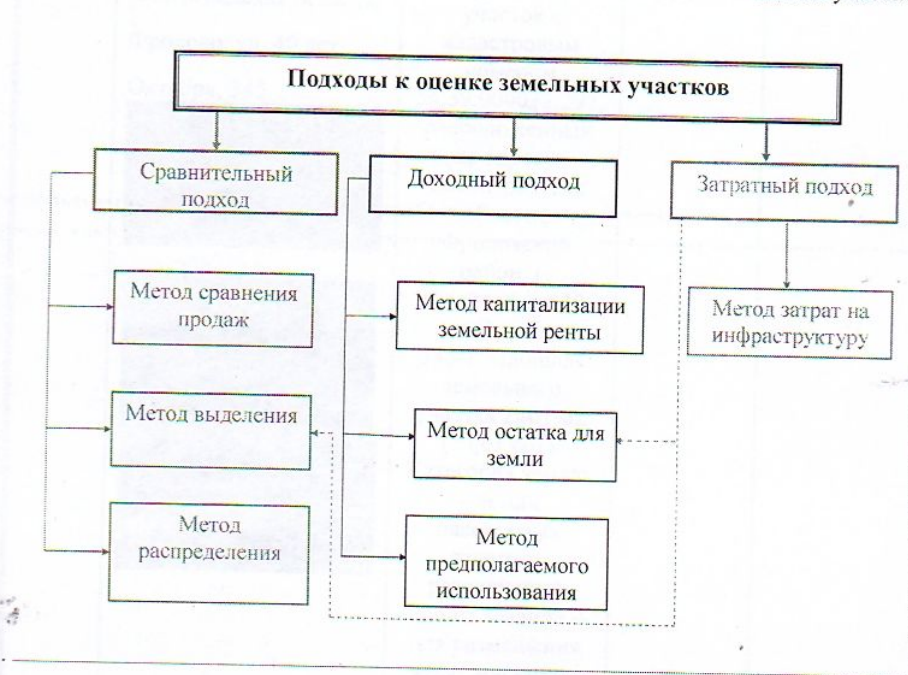 Подходы к оценке земельных участков
Сравнительный
подход
Доходный подход
Затратный подход
Метод сравнения
продаж
Метод капитализации
земельной ренты
Метод затрат на
инфраструктуру
Метод выделения
Метод остатка для
земли
Метод
распределения
Метод
предполагаемого
использования